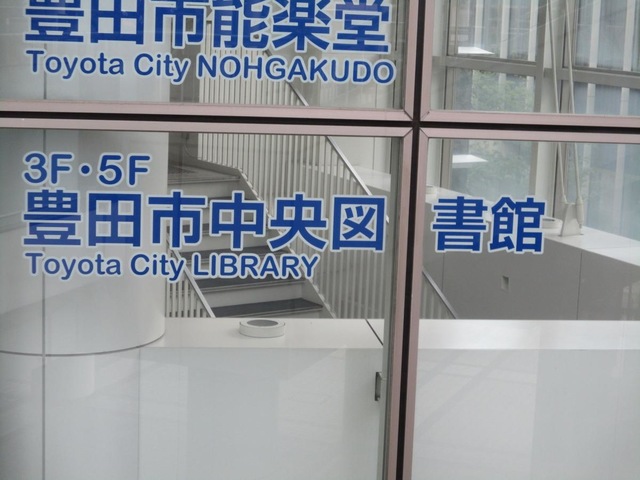 豊田市能楽堂
Toyota City NOHGAKUDO
3F・5F
豊田市中央図書館
Toyota City LIBRARY